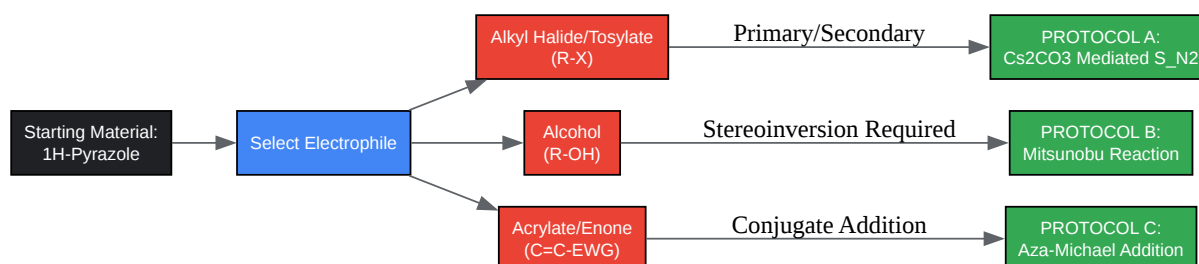 Starting Material:
1H-Pyrazole
Select Electrophile
Alkyl Halide/Tosylate
(R-X)
Primary/Secondary
PROTOCOL A:
Cs2CO3 Mediated S_N2
Alcohol
(R-OH)
Stereoinversion Required
PROTOCOL B:
Mitsunobu Reaction
Acrylate/Enone
(C=C-EWG)
Conjugate Addition
PROTOCOL C:
Aza-Michael Addition